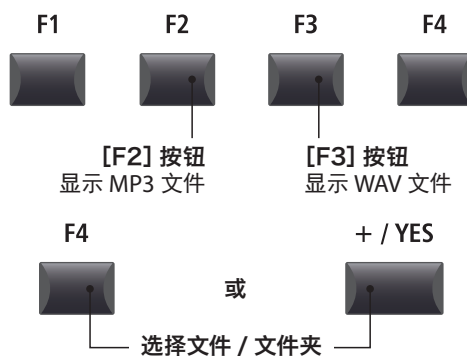 F1 F2 F3 F4
[F2] 按钮 [F3] 按钮
显示 MP3 文件 显示 WAV 文件
F4 + / YES
或
选择文件 / 文件夹